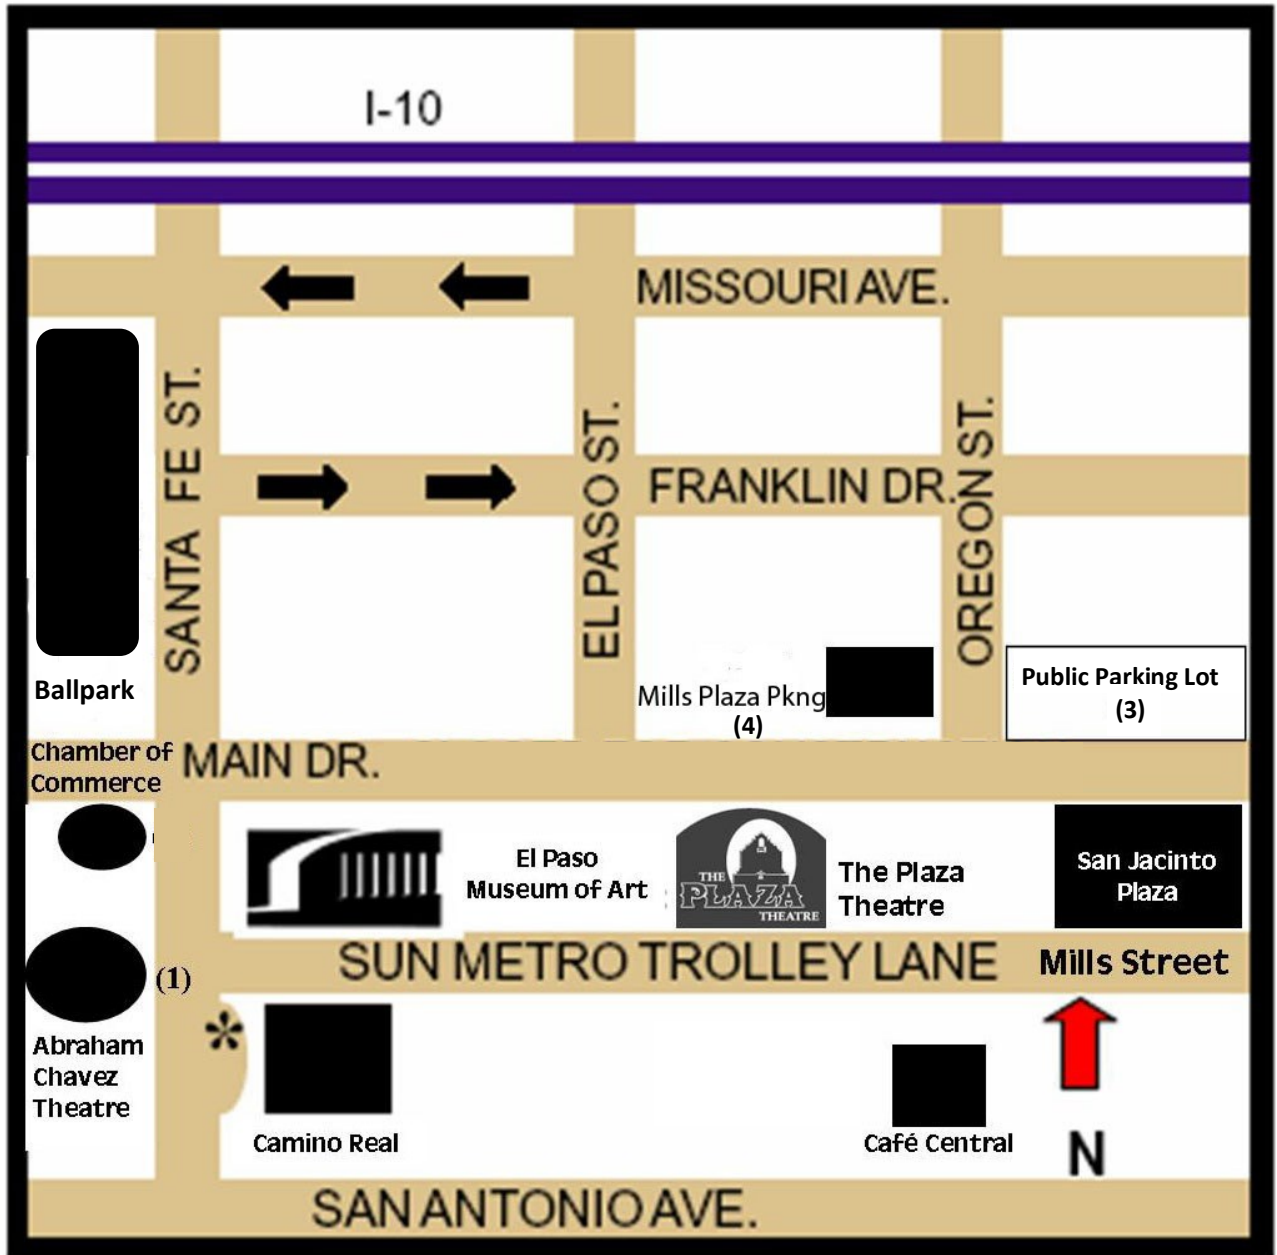 I-10
MISSOURI AVE.
SANTA FE ST.
EL PASO ST.
OREGON ST.
FRANKLIN DR.
Ballpark
Mills Plaza Pkng
(4)
Public Parking Lot
(3)
Chamber of
Commerce
MAIN DR.
El Paso
Museum of Art
THE
PLAZA
THEATRE
The Plaza
Theatre
San Jacinto
Plaza
SUN METRO TROLLEY LANE
Mills Street
(1)
*
Abraham
Chavez
Theatre
Camino Real
Café Central
N
SAN ANTONIO AVE.